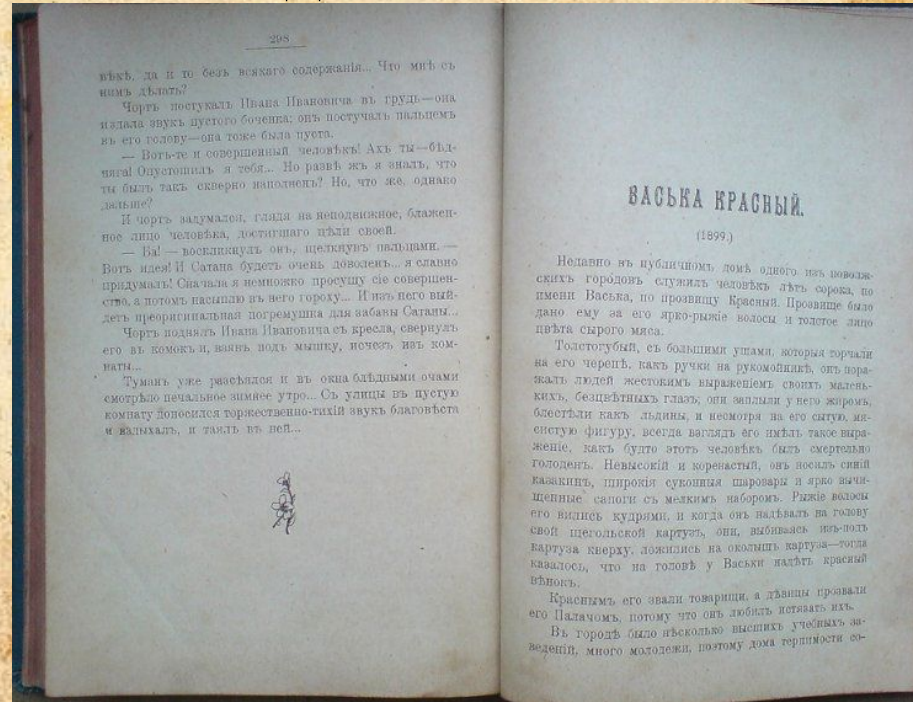 298
вѣкѣ, да и то безъ всякаго содержанія... Что мнѣ съ
нимъ дѣлать?
Чортъ постукалъ Ивана Ивановича въ грудь—она
издала звукъ пустого боченка; онъ постучалъ пальцемъ
въ его голову—она тоже была пуста.
— Вотъ-те и совершенный человѣкъ! Ахъ ты—бѣд-
няга! Опустошилъ я тебя... Но развѣ жъ я зналъ, что
ты былъ такъ скверно наполненъ? Но, что же, однако
дальше?
И чортъ задумался, глядя на неподвижное, блажен-
ное лицо человѣка, достигшаго цѣли своей.
— Ба! — воскликнулъ онъ, щелкнувъ пальцами. —
Вотъ идея! И Сатана будетъ очень доволенъ... я славно
придумалъ! Сначала я немножко просушу сіе совершен-
ство, а потомъ насыплю въ него гороху... И изъ него вый-
детъ преоригинальная погремушка для забавы Сатаны...
Чортъ поднялъ Ивана Ивановича съ кресла, свернулъ
его въ комокъ и, взявъ подъ мышку, исчезъ изъ ком-
наты...
Туманъ уже разсѣялся и въ окна блѣдными очами
смотрѣло печальное зимнее утро... Съ улицы въ пустую
комнату доносился торжественно-тихій звукъ благовѣста
и вздыхалъ, и таялъ въ ней...
ВАСЬКА КРАСНЫЙ.
(1899.)
Недавно въ публичномъ домѣ одного изъ поволж-
скихъ городовъ служилъ человѣкъ лѣтъ сорока, по
имени Васька, по прозвищу Красный. Прозвище было
дано ему за его ярко-рыжіе волосы и толстое лицо
цвѣта сырого мяса.
Толстогубый, съ большими ушами, которыя торчали
на его черепѣ, какъ ручки на рукомойникѣ, онъ пора-
жалъ людей жестокимъ выраженіемъ своихъ малень-
кихъ, безцвѣтныхъ глазъ; они заплыли у него жиромъ,
блестѣли какъ льдины, и несмотря на его сытую, мя-
систую фигуру, всегда взглядъ его имѣлъ такое выра-
женіе, какъ будто этотъ человѣкъ былъ смертельно
голоденъ. Невысокій и коренастый, онъ носилъ синій
казакинъ, широкія суконныя шаровары и ярко вычи-
щенные сапоги съ мелкимъ наборомъ. Рыжіе волосы
его вились кудрями, и когда онъ надѣвалъ на голову
свой щегольской картузъ, они, выбиваясь изъ-подъ
картуза кверху, ложились на околышъ картуза—тогда
казалось, что на головѣ у Васьки надѣтъ красный
вѣнокъ.
Краснымъ его звали товарищи, а дѣвицы прозвали
его Палачомъ, потому что онъ любилъ истязать ихъ.
Въ городѣ было нѣсколько высшихъ учебныхъ за-
веденій, много молодежи, поэтому дома терпимости со-